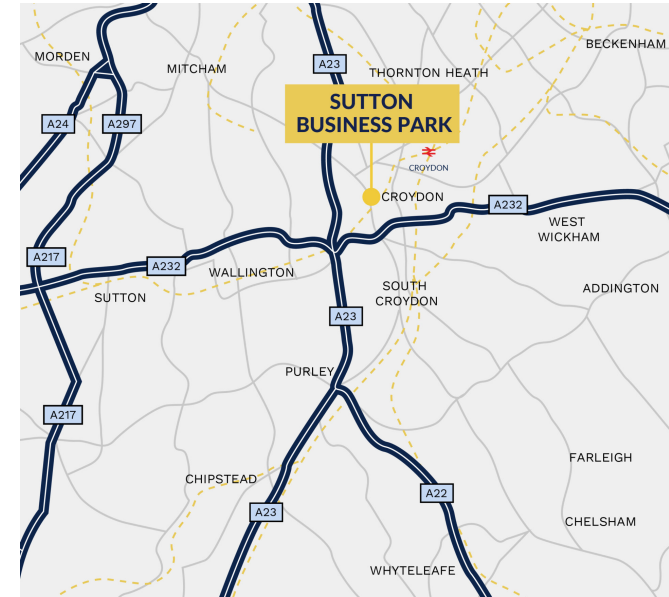 BECKENHAM
MORDEN
A23
MITCHAM
THORNTON HEATH
SUTTON
BUSINESS PARK
A24
A297
CROYDON
CROYDON
A232
WEST
WICKHAM
A217
A232
WALLINGTON
SUTTON
SOUTH
CROYDON
ADDINGTON
A23
PURLEY
A217
FARLEIGH
CHIPSTEAD
A22
A23
CHELSHAM
WHYTELEAFE